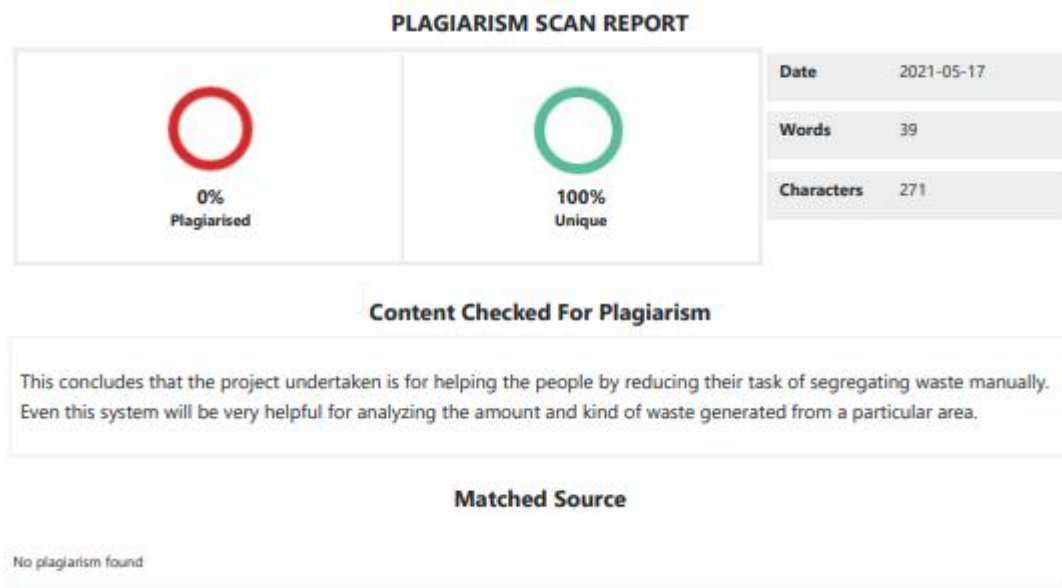 PLAGIARISM SCAN REPORT
0%
Plagiarised
100%
Unique
Date 2021-05-17
Words 39
Characters 271
Content Checked For Plagiarism
This concludes that the project undertaken is for helping the people by reducing their task of segregating waste manually.
Even this system will be very helpful for analyzing the amount and kind of waste generated from a particular area.
Matched Source
No plagiarism found